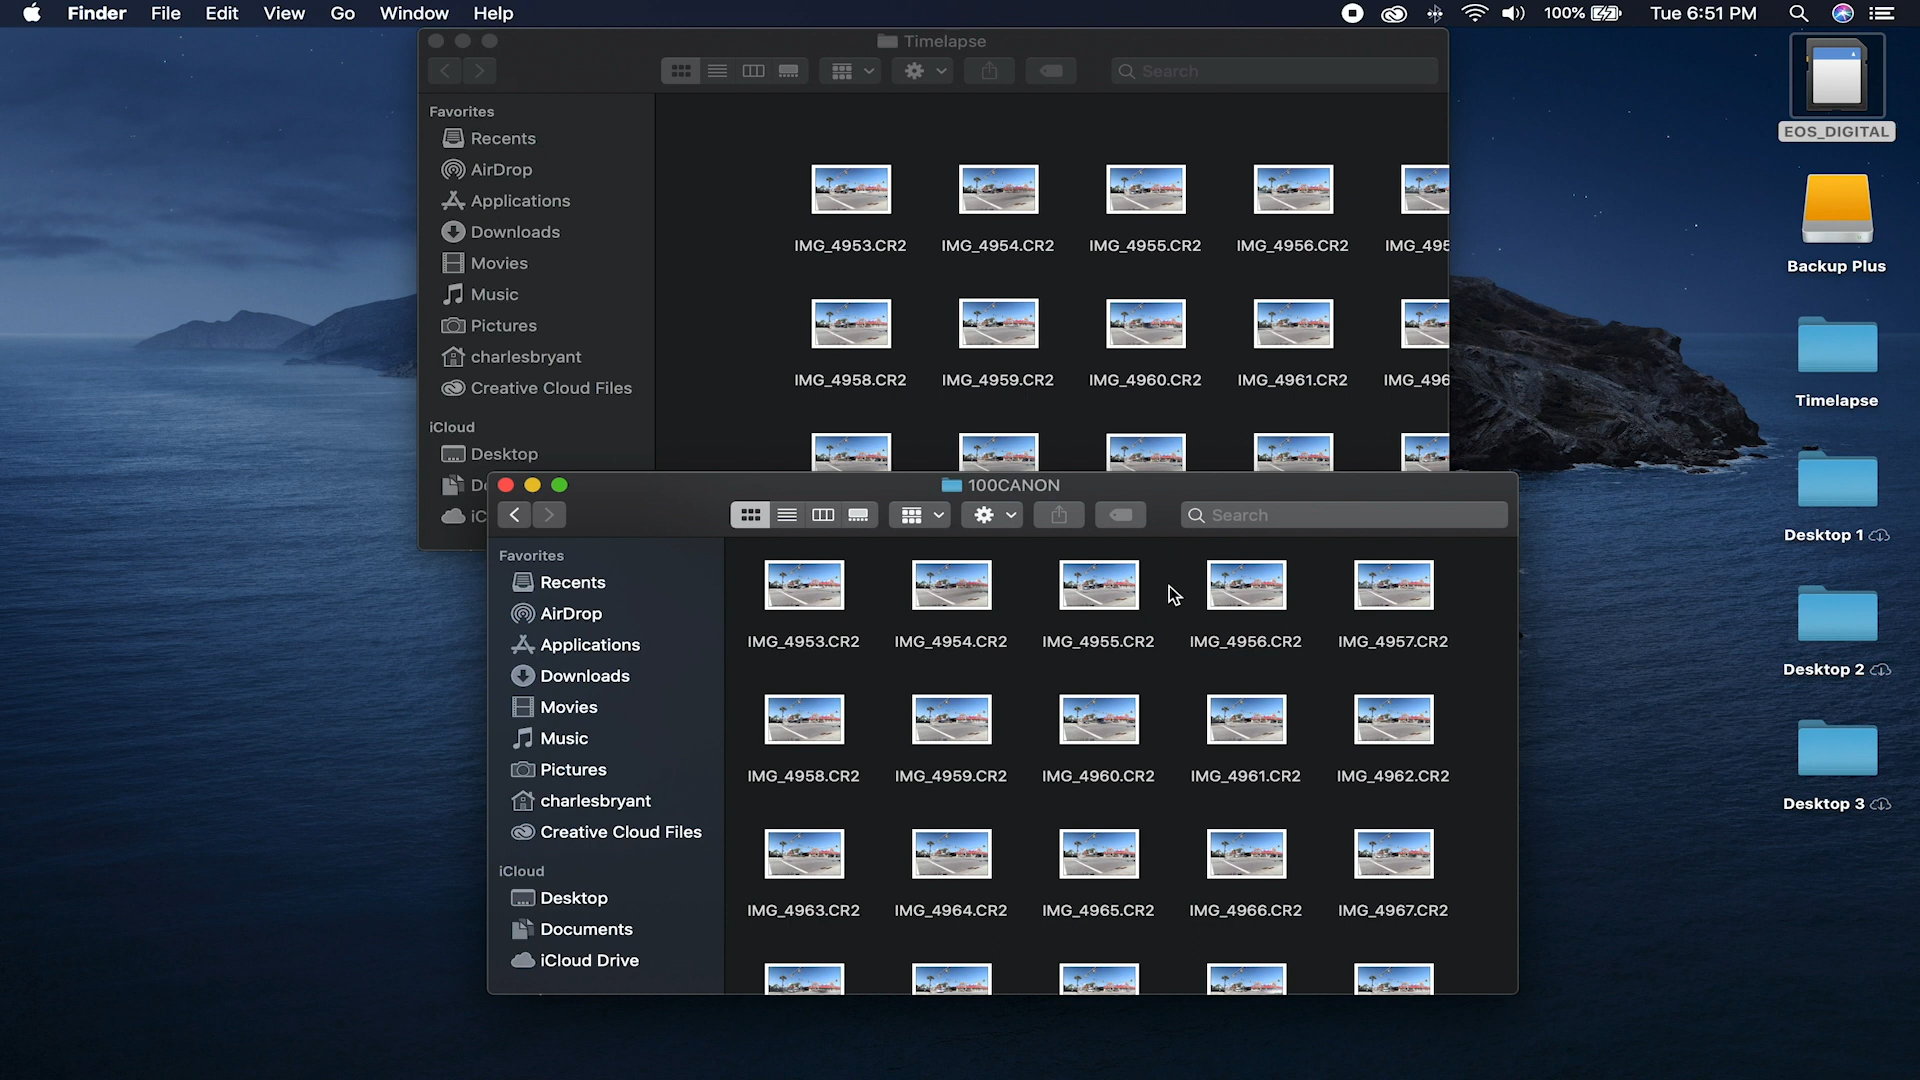 Finder File Edit View Go Window Help
100% Tue 6:51 PM
Timelapse
Search
Favorites
Recents
AirDrop
Applications
Downloads
Movies
Music
Pictures
charlesbryant
Creative Cloud Files
iCloud
Desktop
IMG_4953.CR2 IMG_4954.CR2 IMG_4955.CR2 IMG_4956.CR2 IMG_495
IMG_4958.CR2 IMG_4959.CR2 IMG_4960.CR2 IMG_4961.CR2 IMG_496
100CANON
Search
Favorites
Recents
AirDrop
Applications
Downloads
Movies
Music
Pictures
charlesbryant
Creative Cloud Files
iCloud
Desktop
Documents
iCloud Drive
IMG_4953.CR2 IMG_4954.CR2 IMG_4955.CR2 IMG_4956.CR2 IMG_4957.CR2
IMG_4958.CR2 IMG_4959.CR2 IMG_4960.CR2 IMG_4961.CR2 IMG_4962.CR2
IMG_4963.CR2 IMG_4964.CR2 IMG_4965.CR2 IMG_4966.CR2 IMG_4967.CR2
EOS_DIGITAL
Backup Plus
Timelapse
Desktop 1
Desktop 2
Desktop 3